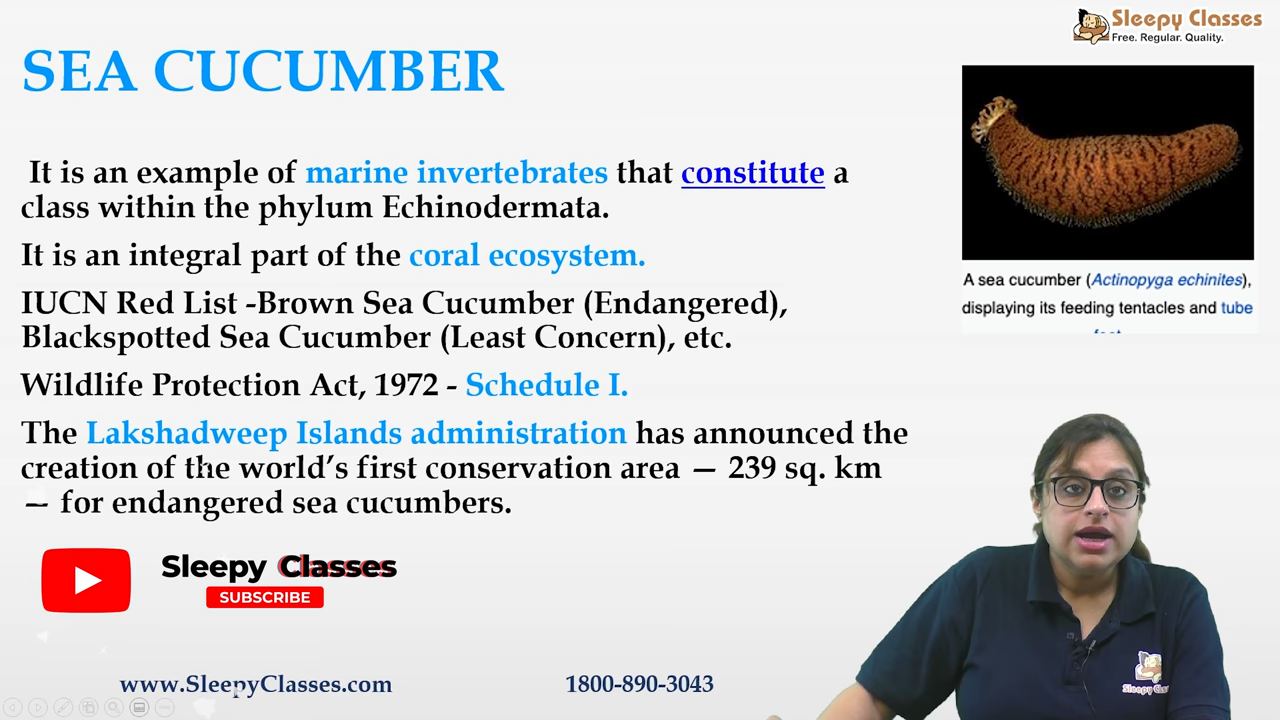 Sleepy Classes
Free. Regular. Quality.
SEA CUCUMBER
It is an example of marine invertebrates that constitute a
class within the phylum Echinodermata.
It is an integral part of the coral ecosystem.
IUCN Red List -Brown Sea Cucumber (Endangered),
Blackspotted Sea Cucumber (Least Concern), etc.
Wildlife Protection Act, 1972 - Schedule I.
The Lakshadweep Islands administration has announced the
creation of the world’s first conservation area — 239 sq. km
— for endangered sea cucumbers.
A sea cucumber (Actinopyga echinites),
displaying its feeding tentacles and tube
Sleepy Classes
SUBSCRIBE
www.SleepyClasses.com
1800-890-3043
Sleepy